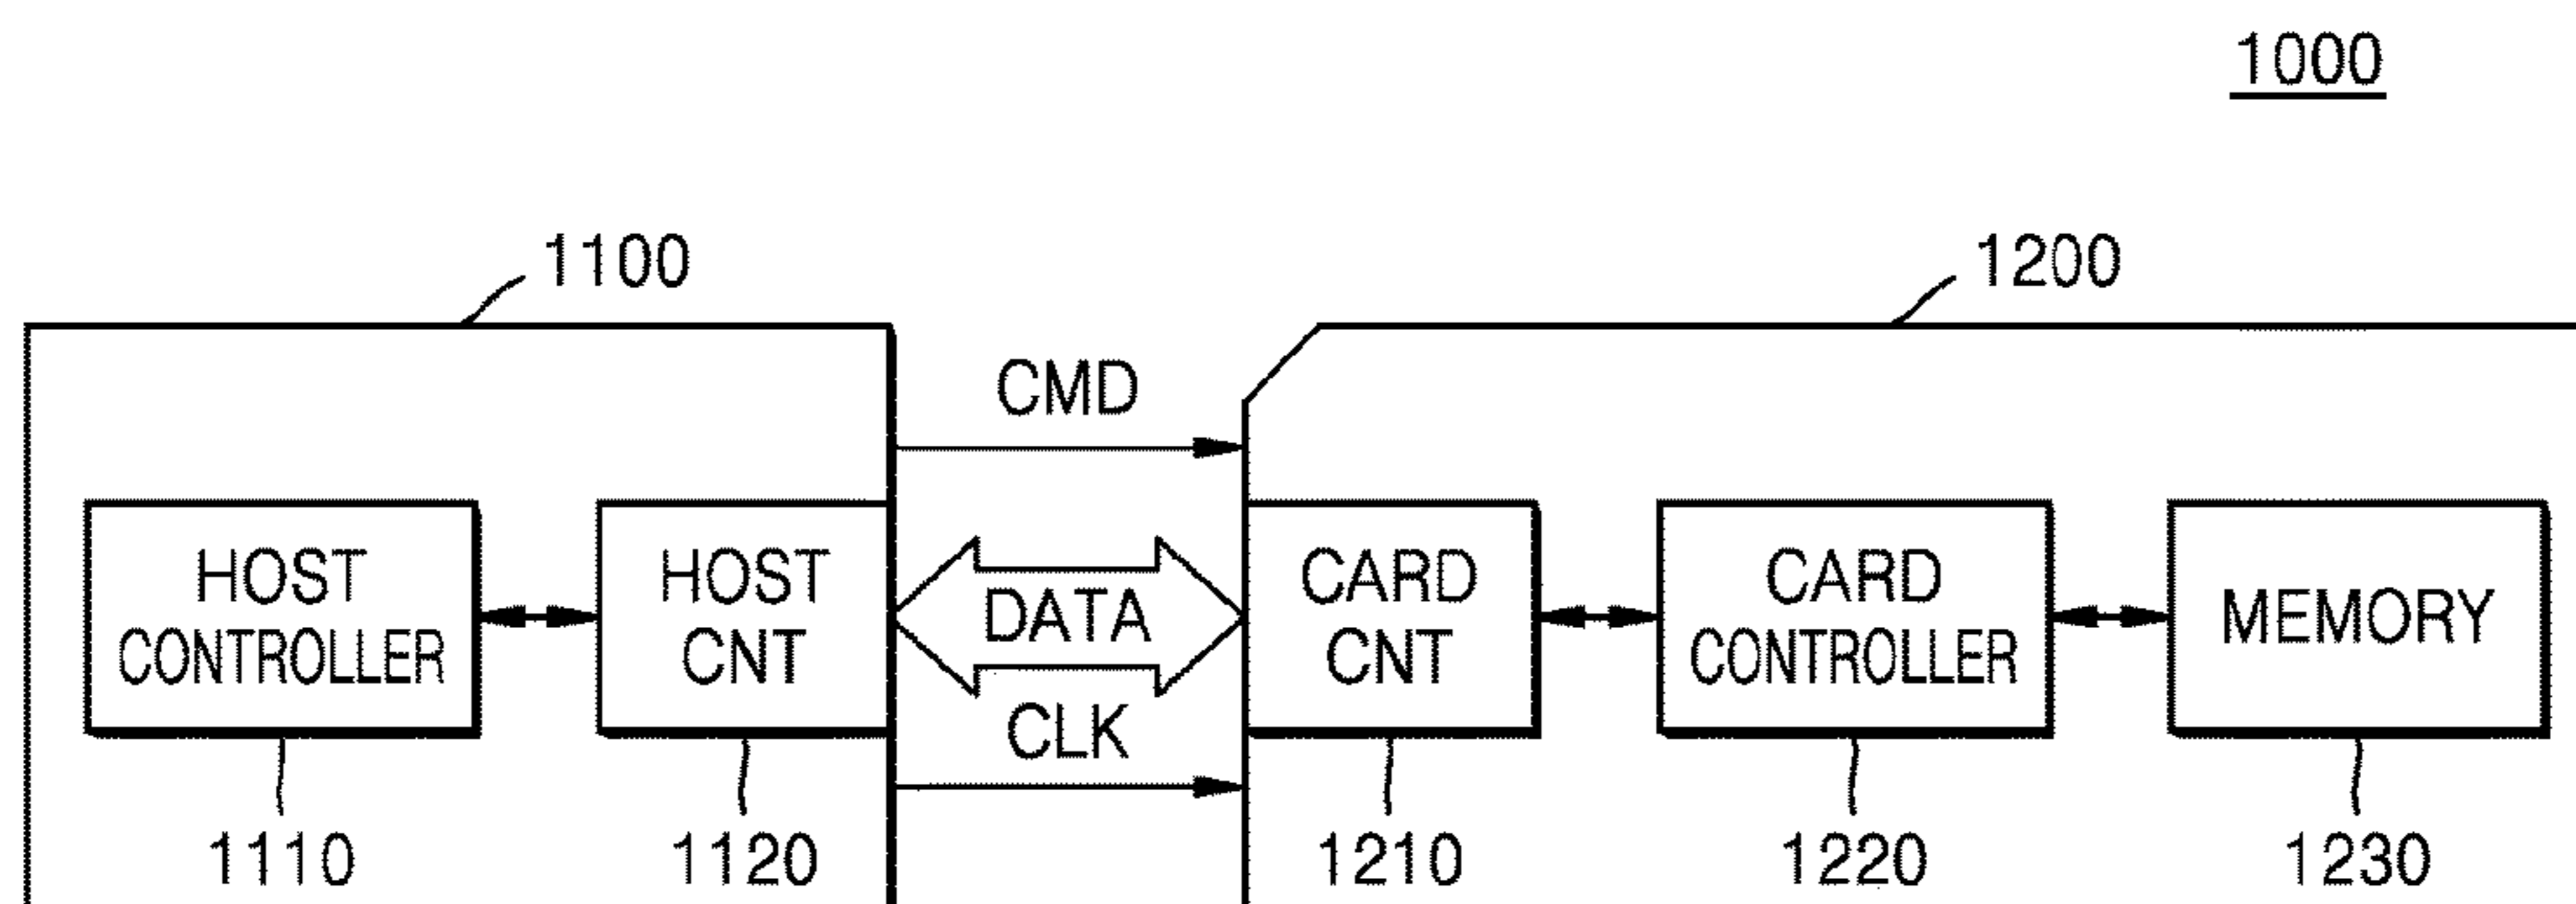 1000
1100
1200
CMD
HOST
CONTROLLER
HOST
CNT
DATA
CARD
CNT
CARD
CONTROLLER
MEMORY
CLK
1110
1120
1210
1220
1230